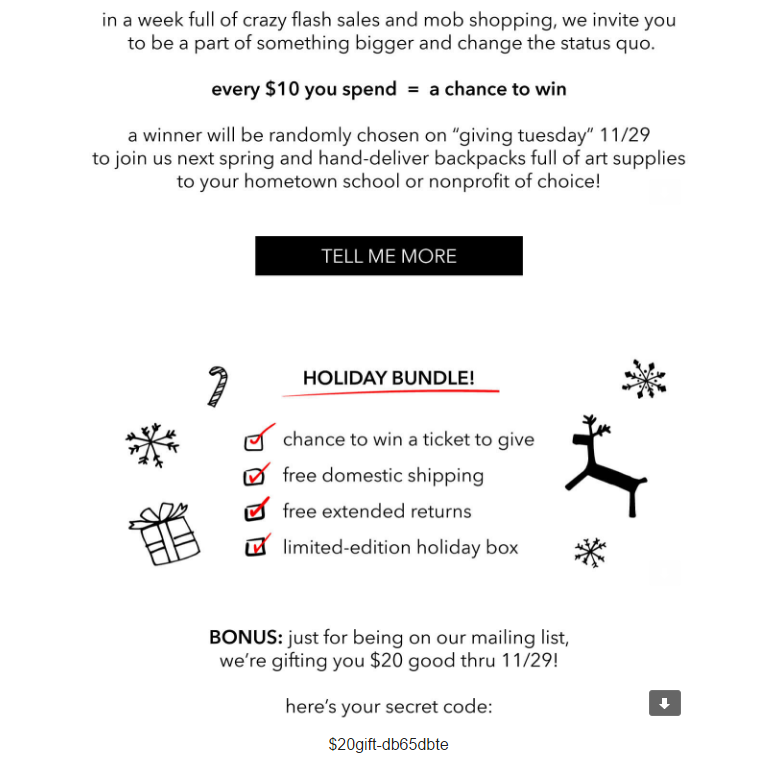 in a week full of crazy flash sales and mob shopping, we invite you
to be a part of something bigger and change the status quo.
every $10 you spend = a chance to win
a winner will be randomly chosen on “giving tuesday” 11/29
to join us next spring and hand-deliver backpacks full of art supplies
to your hometown school or nonprofit of choice!
TELL ME MORE
HOLIDAY BUNDLE!
chance to win a ticket to give
free domestic shipping
free extended returns
limited-edition holiday box
BONUS: just for being on our mailing list,
we’re gifting you $20 good thru 11/29!
here’s your secret code:
$20gift-db65dbte